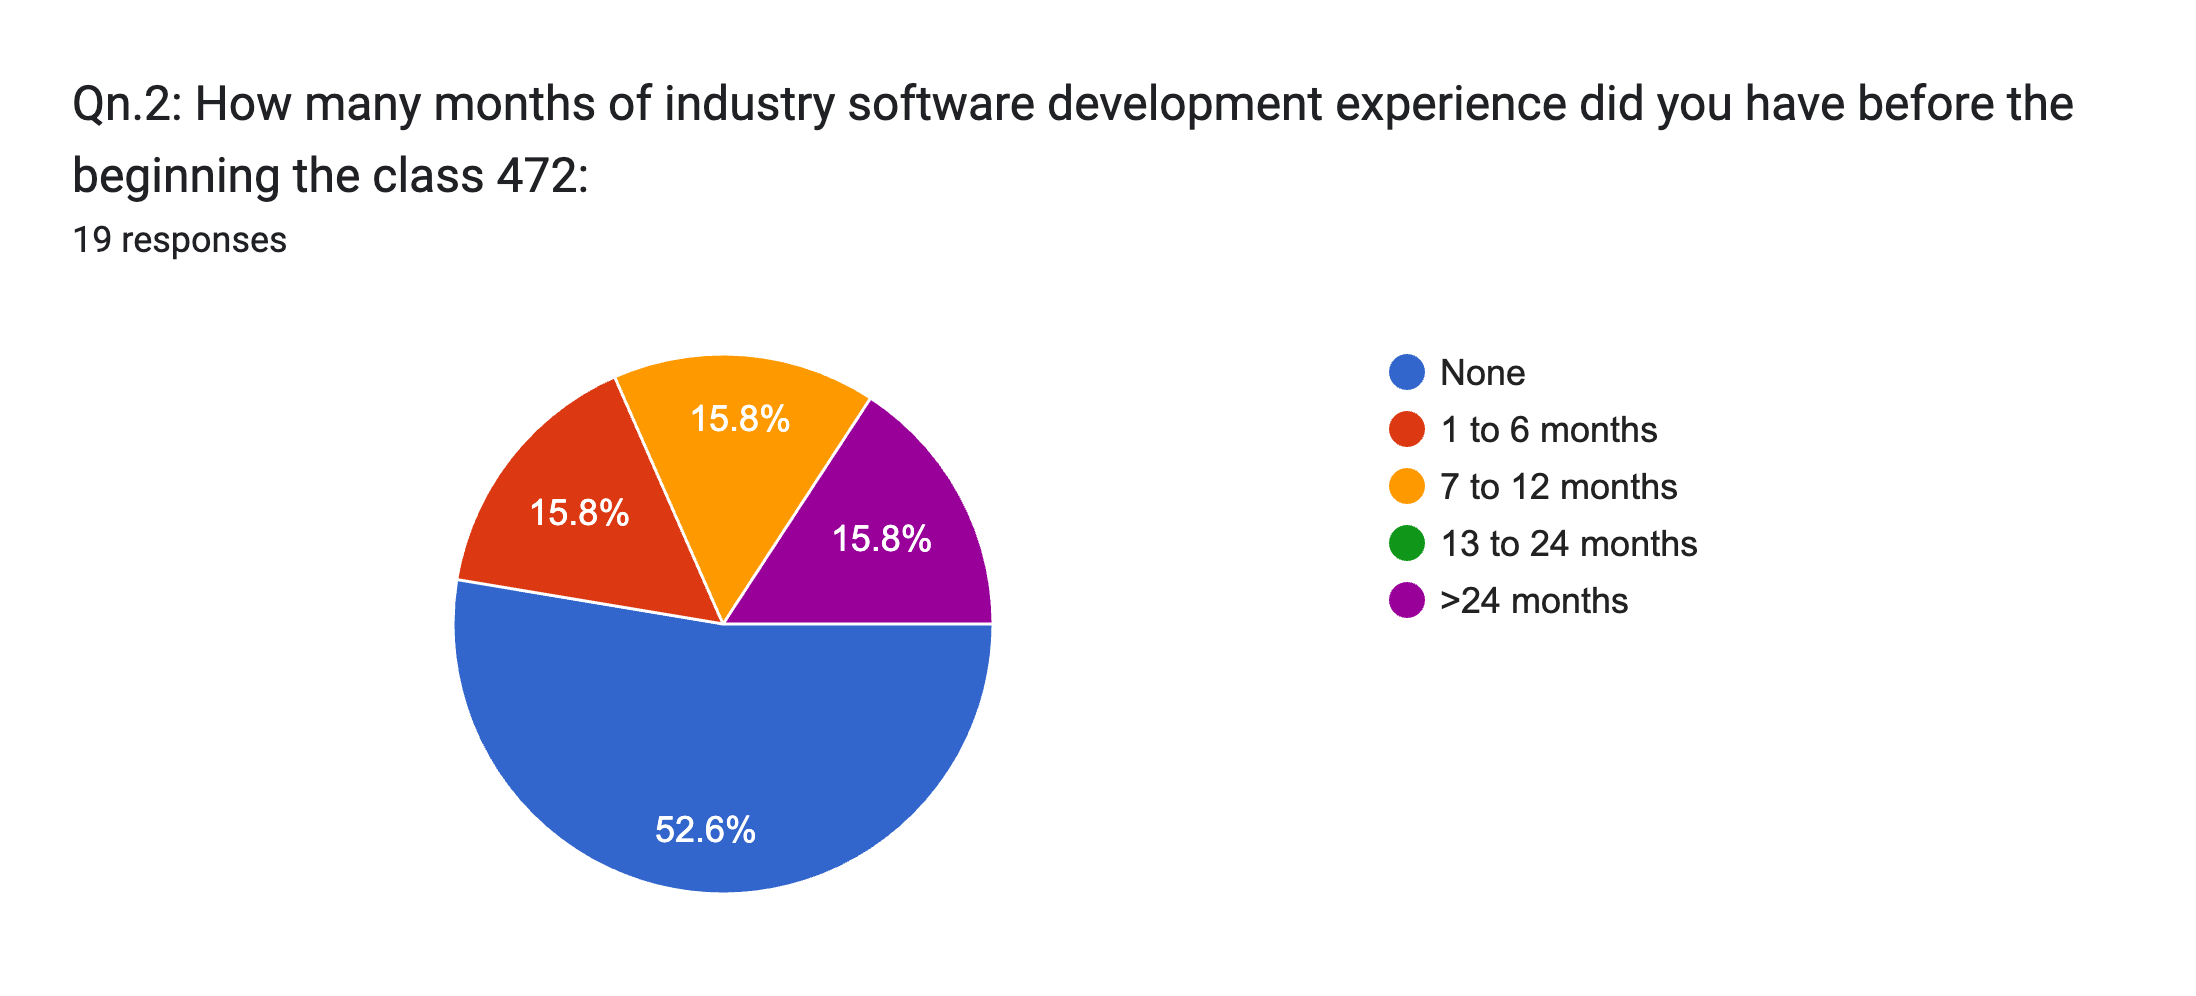 Qn.2: How many months of industry software development experience did you have before the
beginning the class 472:
19 responses
15.8%
15.8%
15.8%
52.6%
None
1 to 6 months
7 to 12 months
13 to 24 months
>24 months